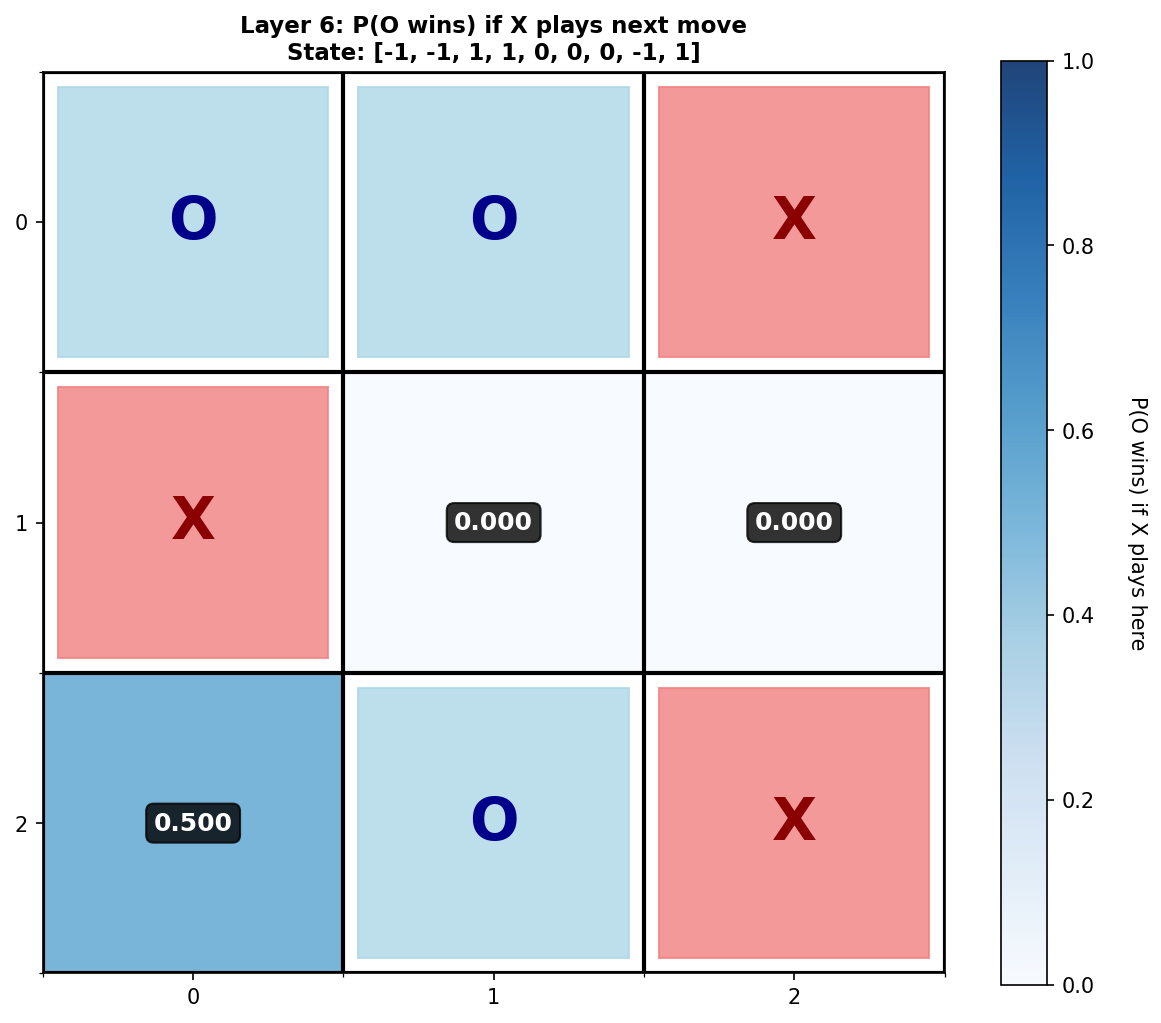 Layer 6: P(O wins) if X plays next move
State: [-1, -1, 1, 1, 0, 0, 0, -1, 1]
0
O
O
X
1
X
0.000
0.000
2
0.500
O
X
0
1
2
1.0
0.8
0.6
0.4
0.2
0.0
P(O wins) if X plays here